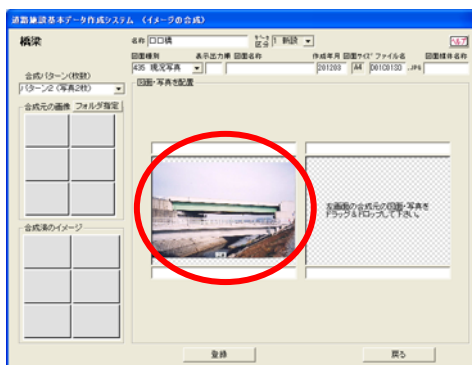 道路施設基本データ作成システム (イメージの合成)
橋梁
名称 口口橋 データ区分 1 新設 ヘルプ
図面種別 表示出力順 図面名称 作成年月 図面サイズ ファイル名 図面媒体名称
435 現況写真 201203 A4 D01C01S0 .JPG
合成パターン(枚数)
パターン2 (写真2枚)
図面・写真を配置
合成元の画像 フォルダ指定
左画面の合成元の図面・写真を
ドラッグ&ドロップして下さい。
合成済のイメージ
登録 戻る